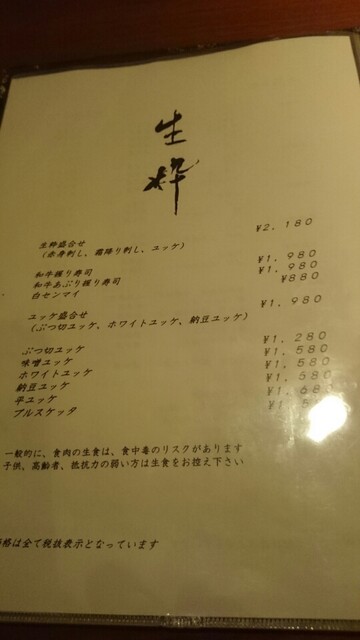 生粋
生粋盛合せ ¥2,180
(赤身刺し、霜降り刺し、ユッケ)
和牛握り寿司 ¥1,980
和牛あぶり握り寿司 ¥1,980
白センマイ ¥880
ユッケ盛合せ ¥1,980
(ぶつ切ユッケ、ホワイトユッケ、納豆ユッケ)
ぶつ切ユッケ ¥1,280
味噌ユッケ ¥1,580
ホワイトユッケ ¥1,580
納豆ユッケ ¥1,680
平ユッケ ¥1,680
ブルスケッタ
一般的に、食肉の生食は、食中毒のリスクがあります
子供、高齢者、抵抗力の弱い方は生食をお控え下さい
価格は全て税抜表示となっています